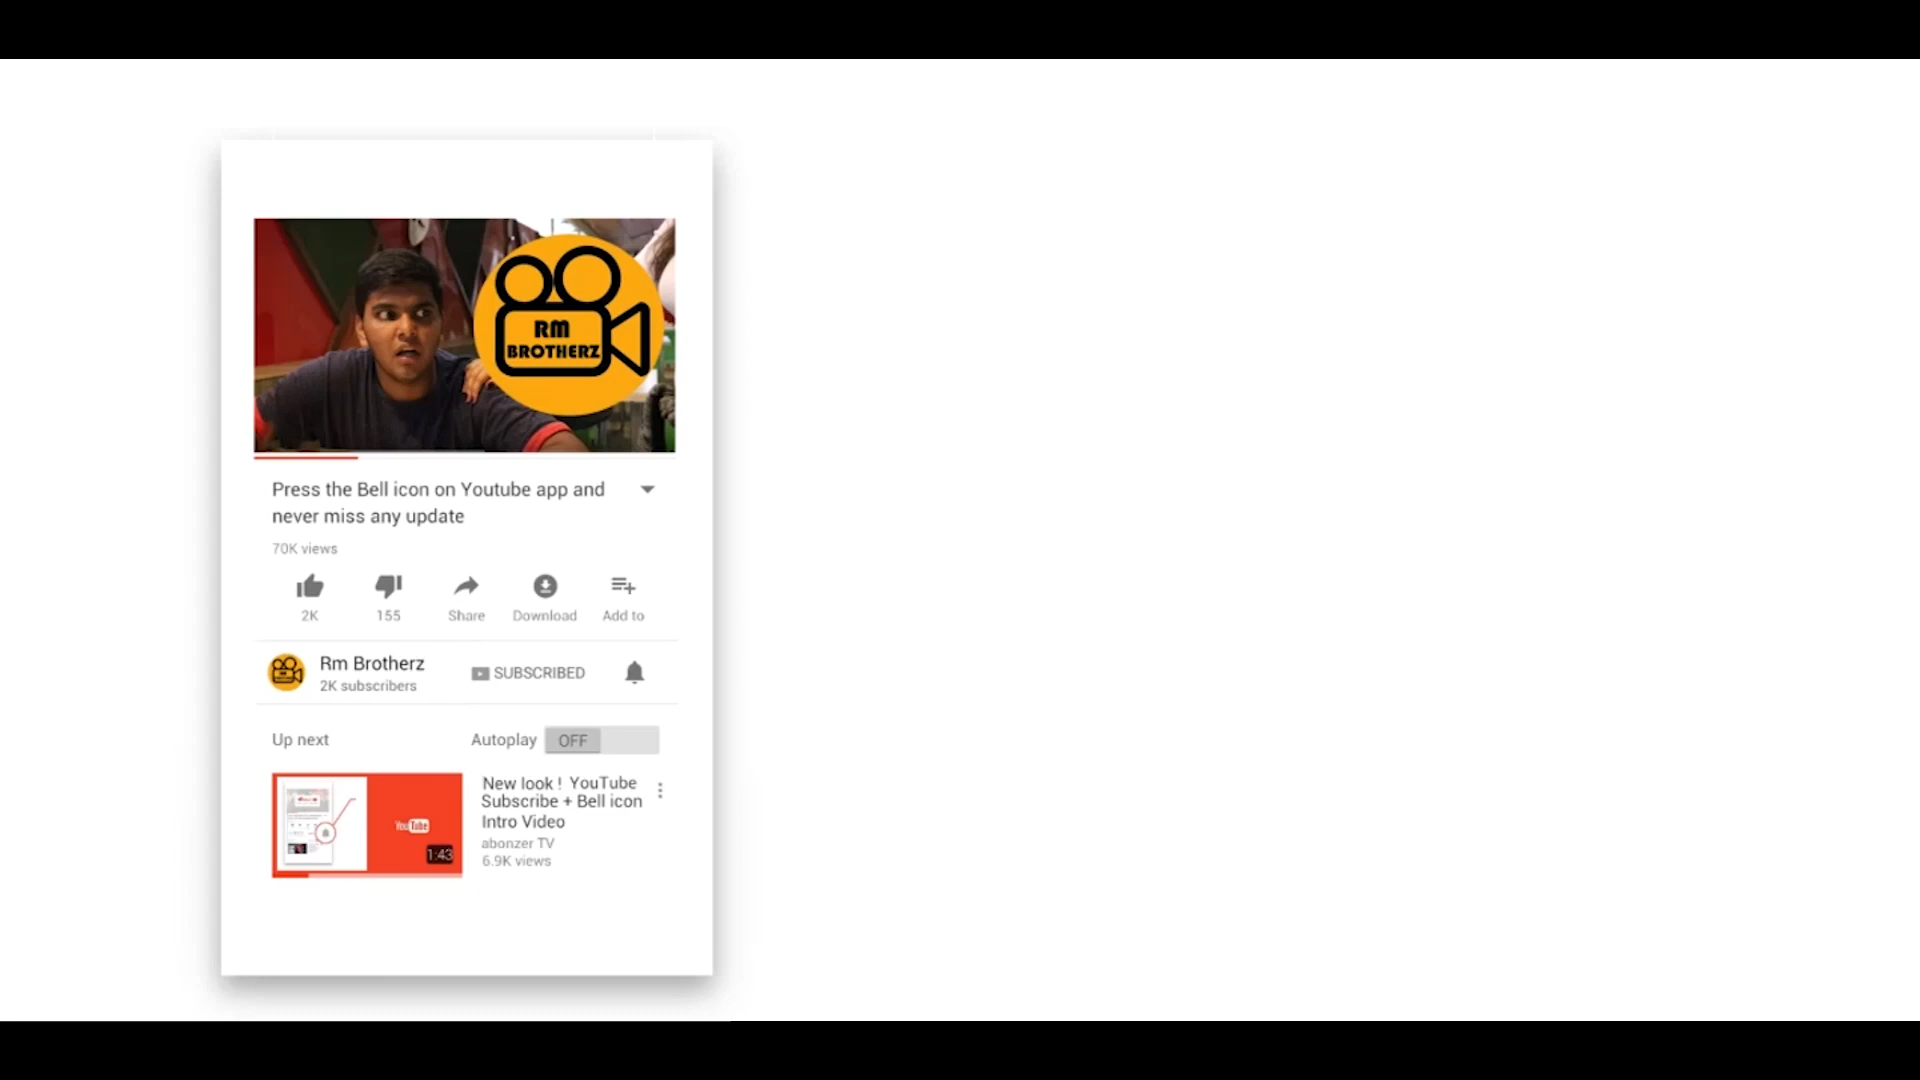 RM
BROTHERZ
Press the Bell icon on Youtube app and
never miss any update
70K views
2K
155
Share
Download
Add to
Rm Brotherz
2K subscribers
SUBSCRIBED
Up next
Autoplay
OFF
YouTube
1:43
New look ! YouTube
Subscribe + Bell icon
Intro Video
abonzer TV
6.9K views